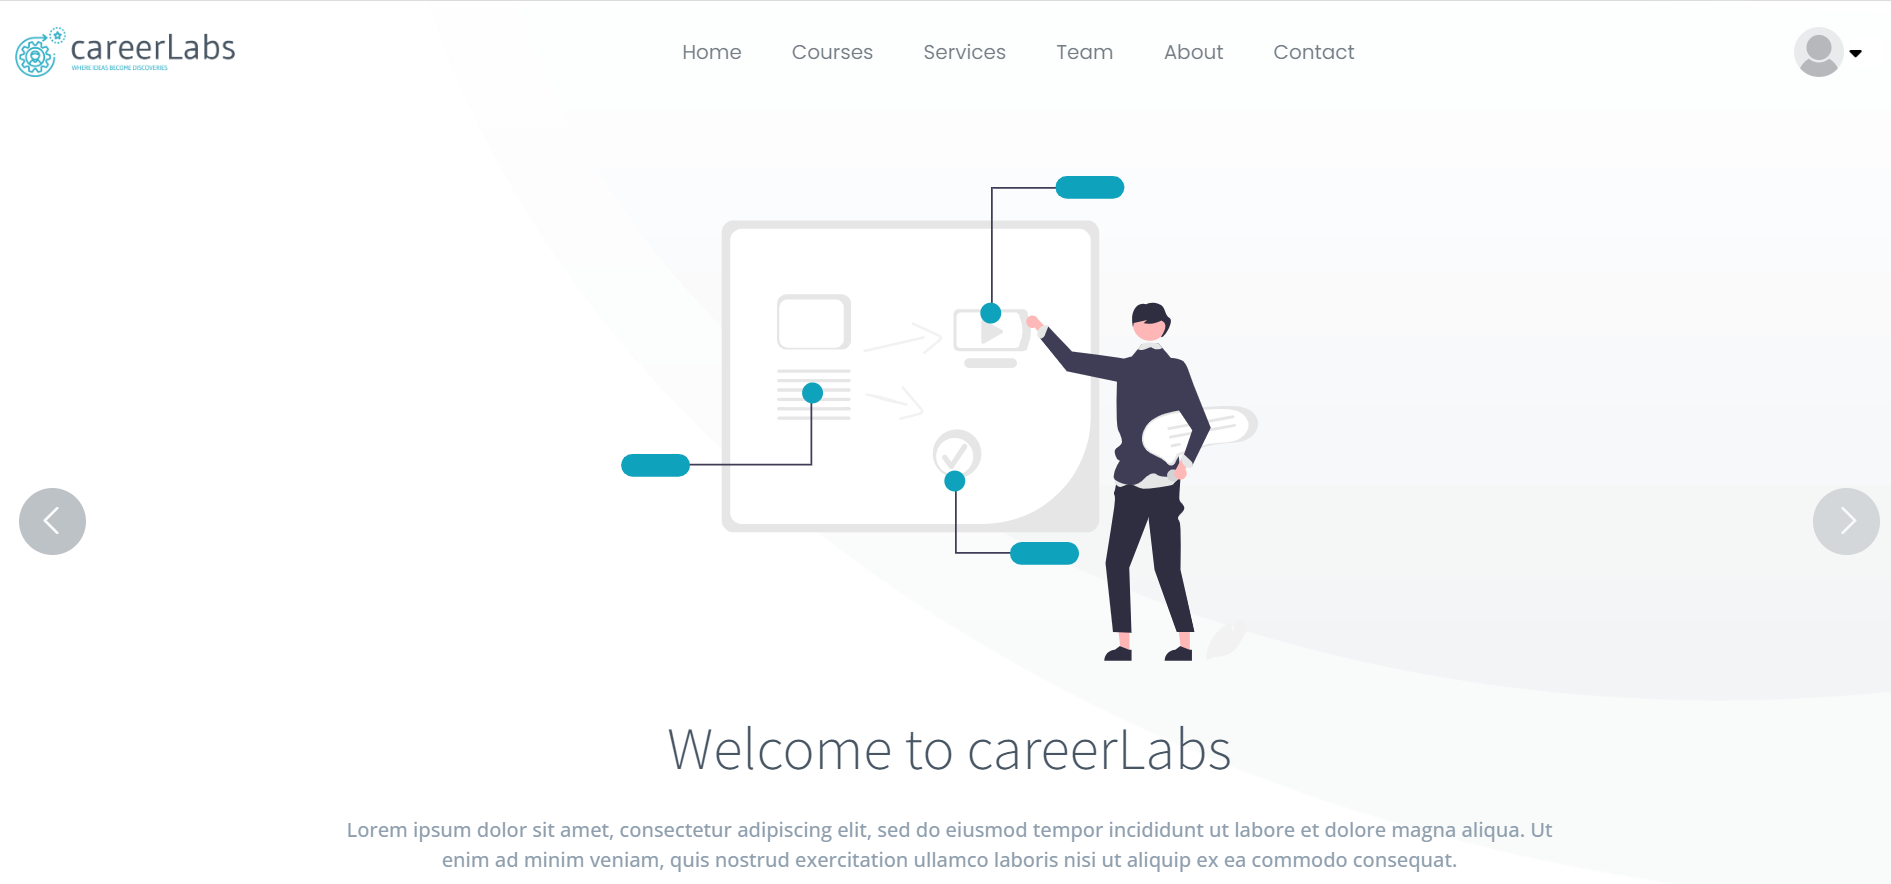 careerLabs
WHERE IDEAS BECOME DISCOVERIES
Home Courses Services Team About Contact
Welcome to careerLabs
Lorem ipsum dolor sit amet, consectetur adipiscing elit, sed do eiusmod tempor incididunt ut labore et dolore magna aliqua. Ut
enim ad minim veniam, quis nostrud exercitation ullamco laboris nisi ut aliquip ex ea commodo consequat.